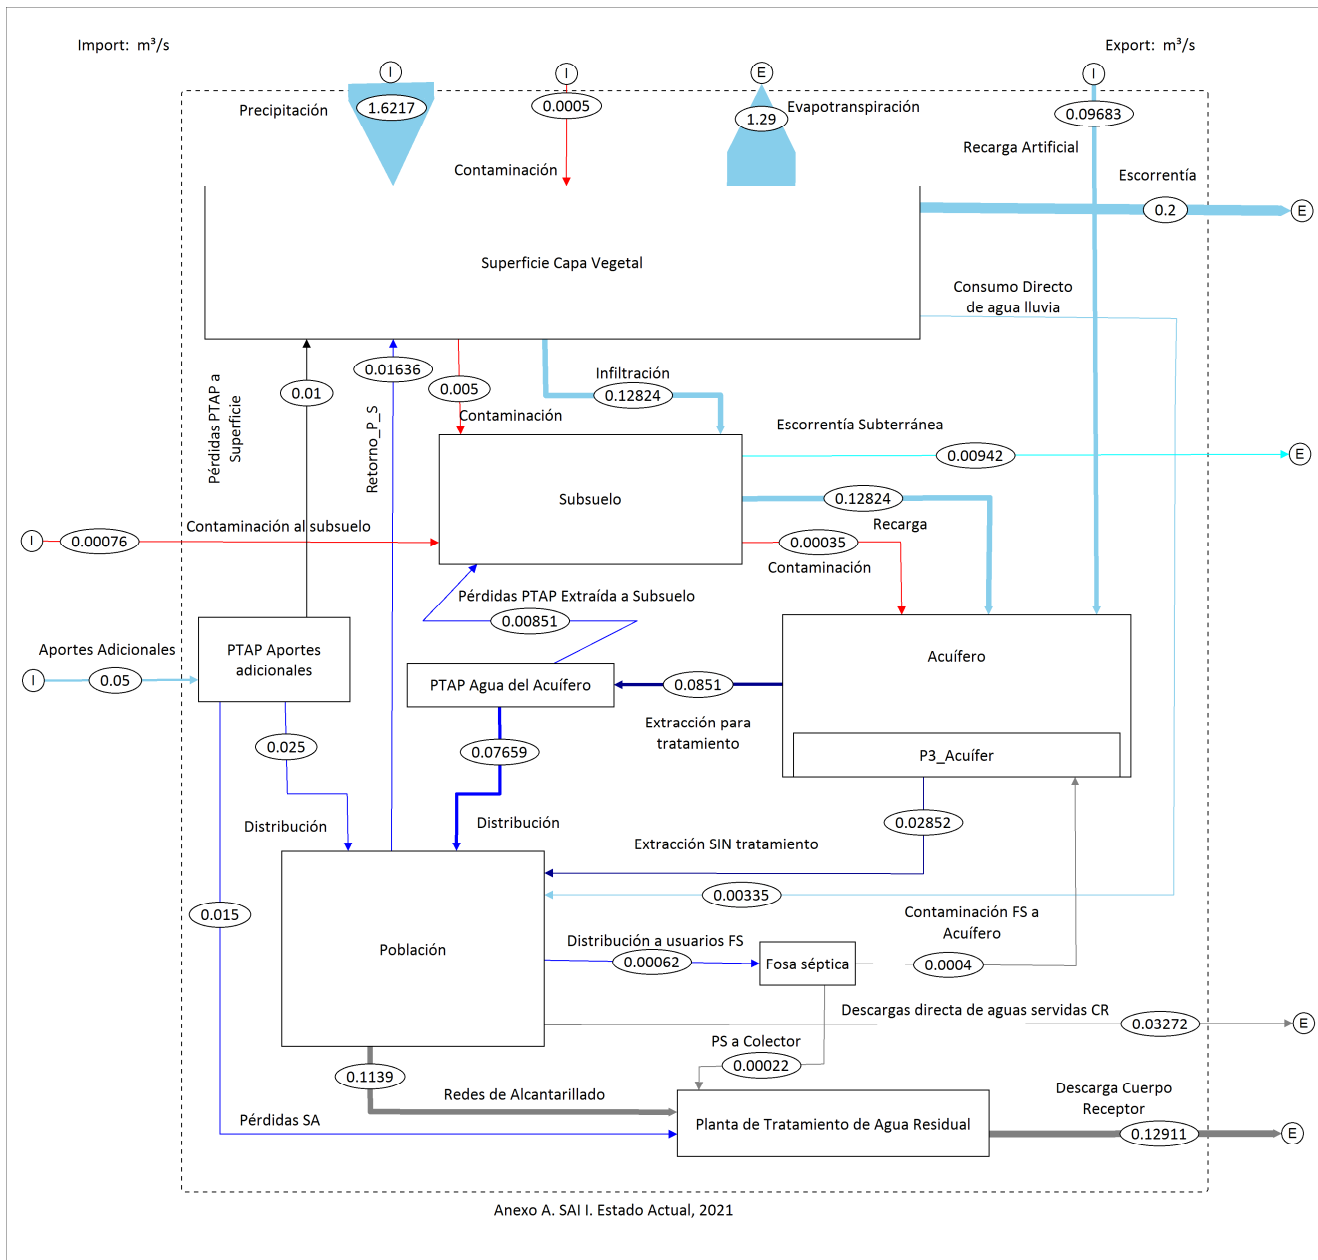 Import: m³/s
Export: m³/s
I
I
E
I
Precipitación
1.6217
0.0005
1.29
Evapotranspiración
0.09683
Recarga Artificial
Contaminación
Escorrentía
0.2
E
Superficie Capa Vegetal
Consumo Directo
de agua lluvia
Pérdidas PTAP a
Superficie
0.01
Retorno_P_S
0.01636
0.005
Contaminación
Infiltración
0.12824
Escorrentía Subterránea
0.00942
E
Subsuelo
0.12824
Recarga
Contaminación al subsuelo
I
0.00076
0.00035
Contaminación
Pérdidas PTAP Extraída a Subsuelo
0.00851
Aportes Adicionales
I
0.05
PTAP Aportes
adicionales
PTAP Agua del Acuífero
0.0851
Extracción para
tratamiento
Acuífero
P3_Acuífer
0.025
0.07659
Distribución
Distribución
0.02852
Extracción SIN tratamiento
0.00335
0.015
Población
Distribución a usuarios FS
0.00062
Fosa séptica
Contaminación FS a
Acuífero
0.0004
Descargas directa de aguas servidas CR
0.03272
E
PS a Colector
0.00022
0.1139
Redes de Alcantarillado
Pérdidas SA
Planta de Tratamiento de Agua Residual
Descarga Cuerpo
Receptor
0.12911
E
Anexo A. SAI I. Estado Actual, 2021